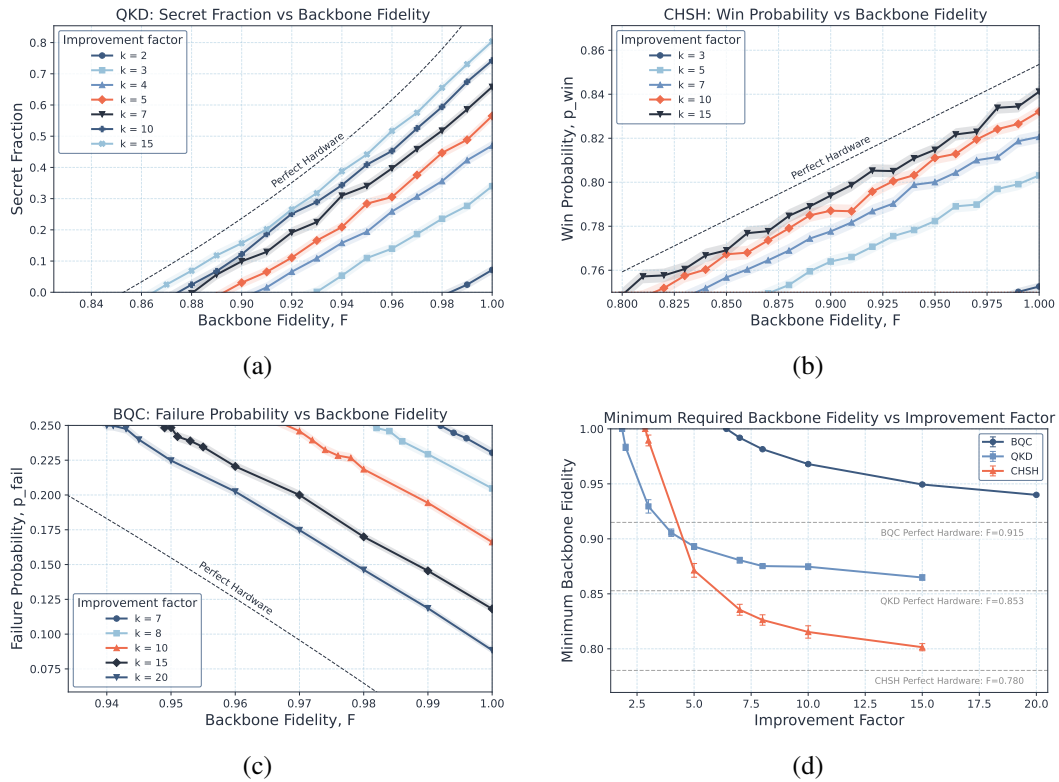 QKD: Secret Fraction vs Backbone Fidelity
Secret Fraction
0.8
0.7
0.6
0.5
0.4
0.3
0.2
0.1
0.0
Improvement factor
k = 2
k = 3
k = 4
k = 5
k = 7
k = 10
k = 15
Perfect Hardware
0.84 0.86 0.88 0.90 0.92 0.94 0.96 0.98 1.00
Backbone Fidelity, F
(a)
CHSH: Win Probability vs Backbone Fidelity
Win Probability, p_win
0.86
0.84
0.82
0.80
0.78
0.76
Improvement factor
k = 3
k = 5
k = 7
k = 10
k = 15
Perfect Hardware
0.800 0.825 0.850 0.875 0.900 0.925 0.950 0.975 1.000
Backbone Fidelity, F
(b)
BQC: Failure Probability vs Backbone Fidelity
Failure Probability, p_fail
0.250
0.225
0.200
0.175
0.150
0.125
0.100
0.075
Perfect Hardware
Improvement factor
k = 7
k = 8
k = 10
k = 15
k = 20
0.94 0.95 0.96 0.97 0.98 0.99 1.00
Backbone Fidelity, F
(c)
Minimum Required Backbone Fidelity vs Improvement Factor
Minimum Backbone Fidelity
1.00
0.95
0.90
0.85
0.80
BQC
QKD
CHSH
BQC Perfect Hardware: F=0.915
QKD Perfect Hardware: F=0.853
CHSH Perfect Hardware: F=0.780
2.5 5.0 7.5 10.0 12.5 15.0 17.5 20.0
Improvement Factor
(d)